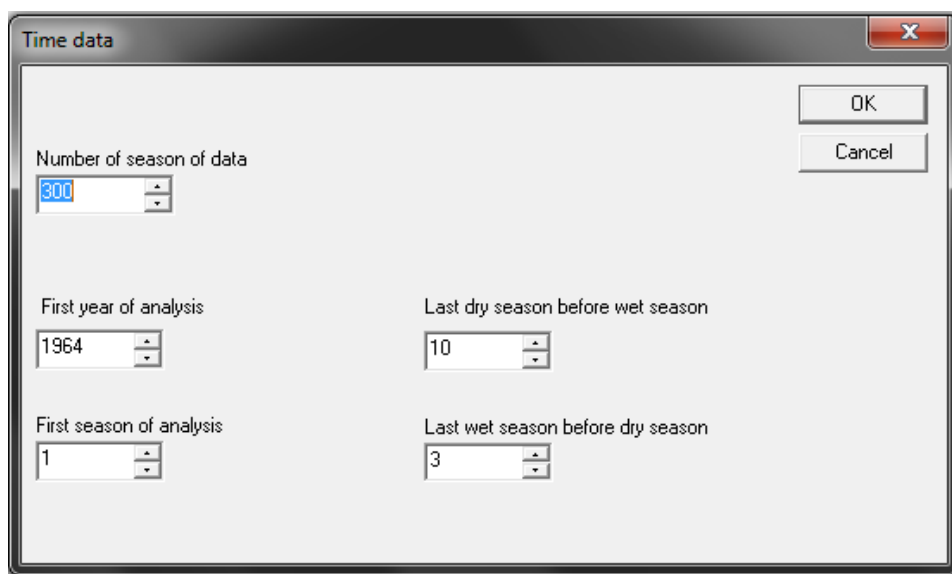 Time data
OK
Cancel
Number of season of data
300
First year of analysis
1964
Last dry season before wet season
10
First season of analysis
1
Last wet season before dry season
3